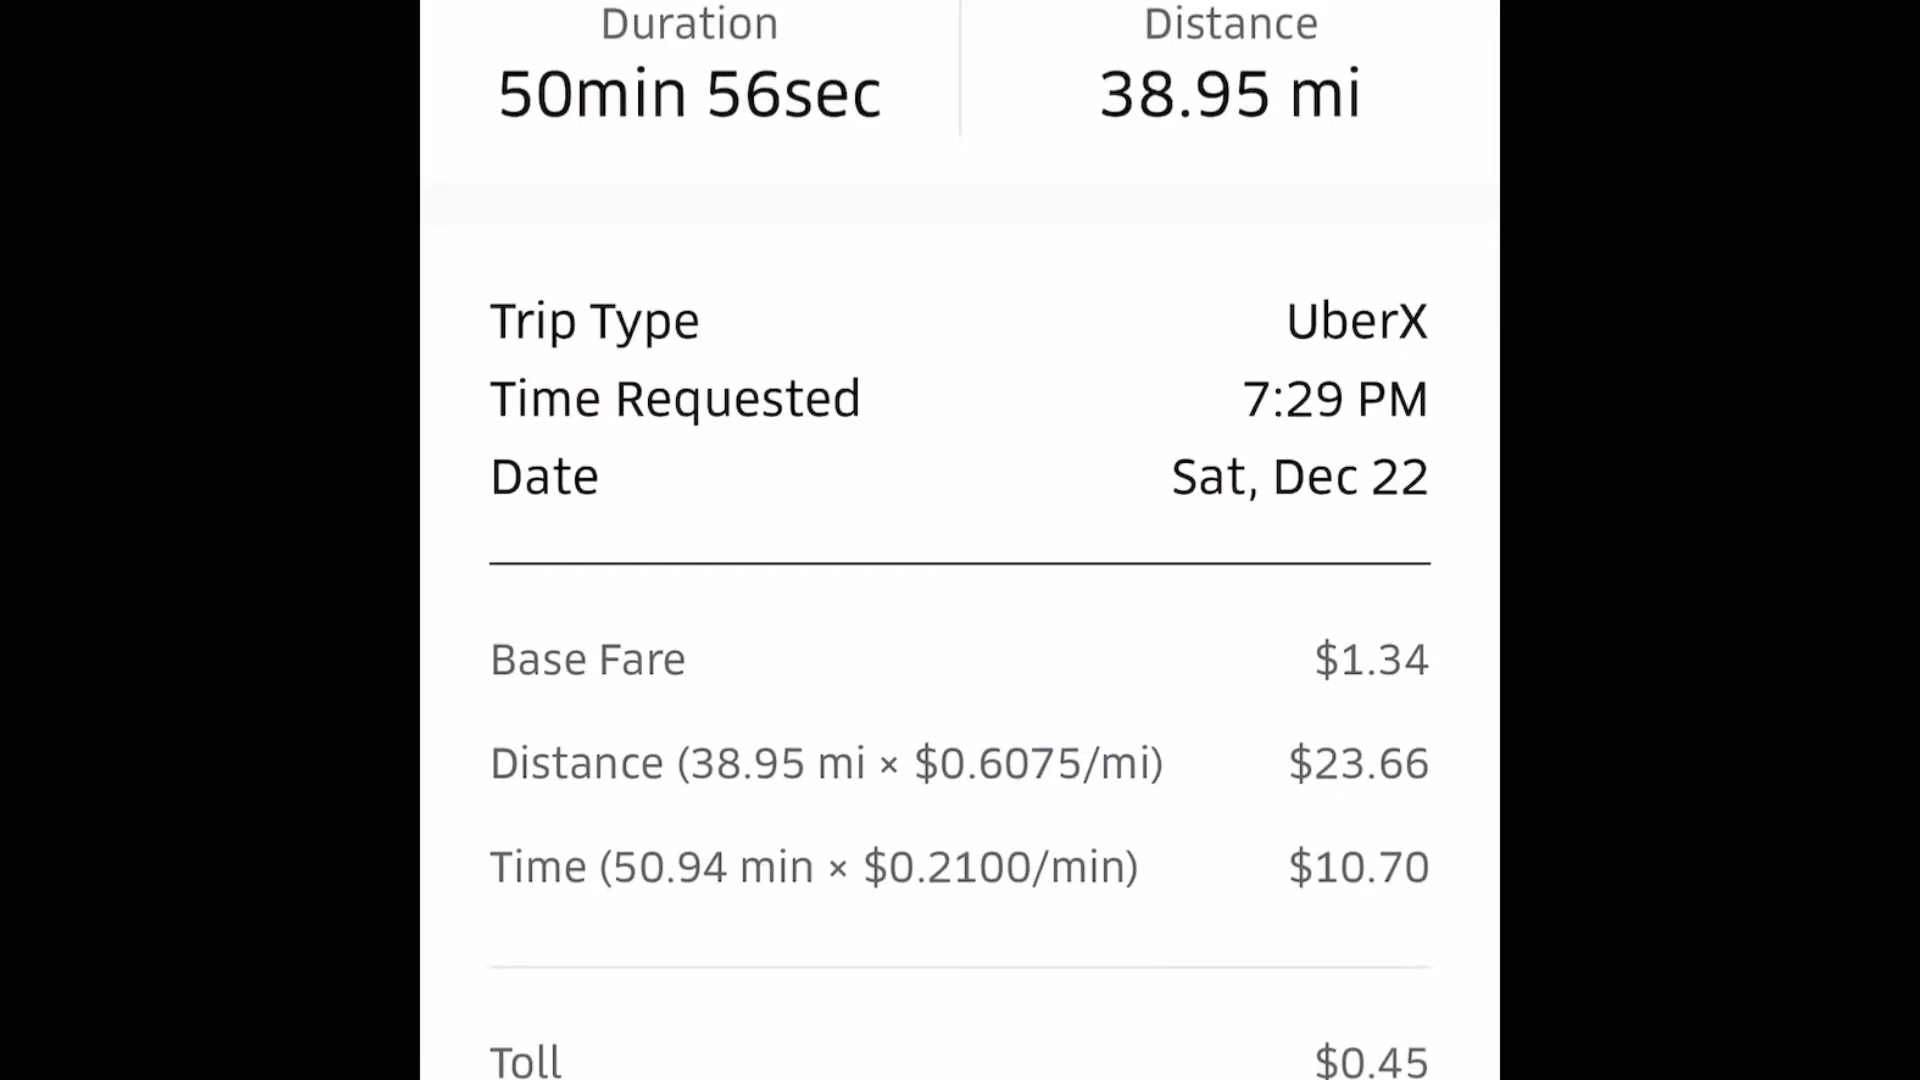 Duration
Distance
50min 56sec
38.95 mi
Trip Type
UberX
Time Requested
7:29 PM
Date
Sat, Dec 22
Base Fare
$1.34
Distance (38.95 mi × $0.6075/mi)
$23.66
Time (50.94 min × $0.2100/min)
$10.70
Toll
$0.45